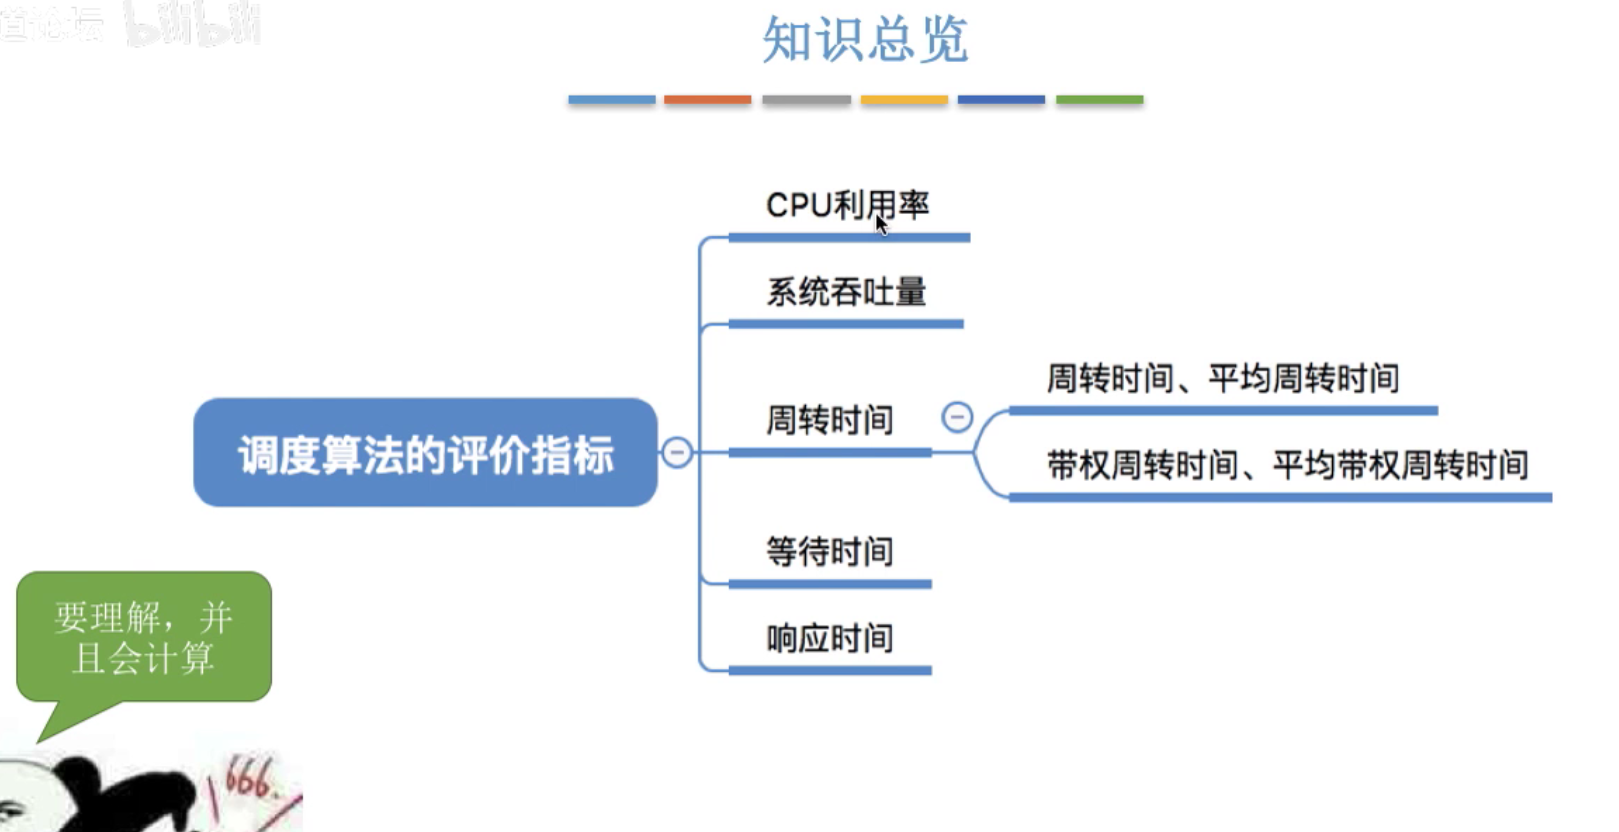 道论坛 bilibili
知识总览
CPU利用率
系统吞吐量
周转时间
周转时间、平均周转时间
带权周转时间、平均带权周转时间
等待时间
响应时间
调度算法的评价指标
要理解，并
且会计算
666.